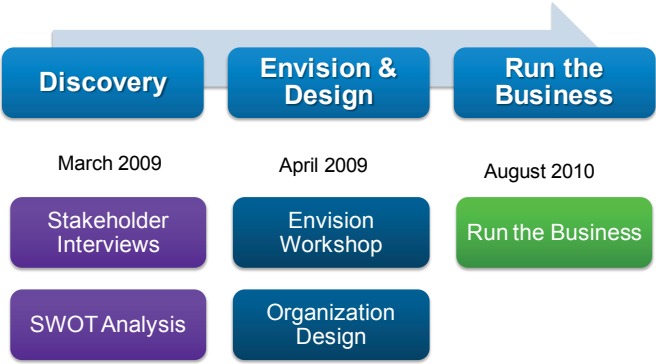 Discovery
Envision &
Design
Run the
Business
March 2009
April 2009
August 2010
Stakeholder
Interviews
Envision
Workshop
Run the Business
SWOT Analysis
Organization
Design